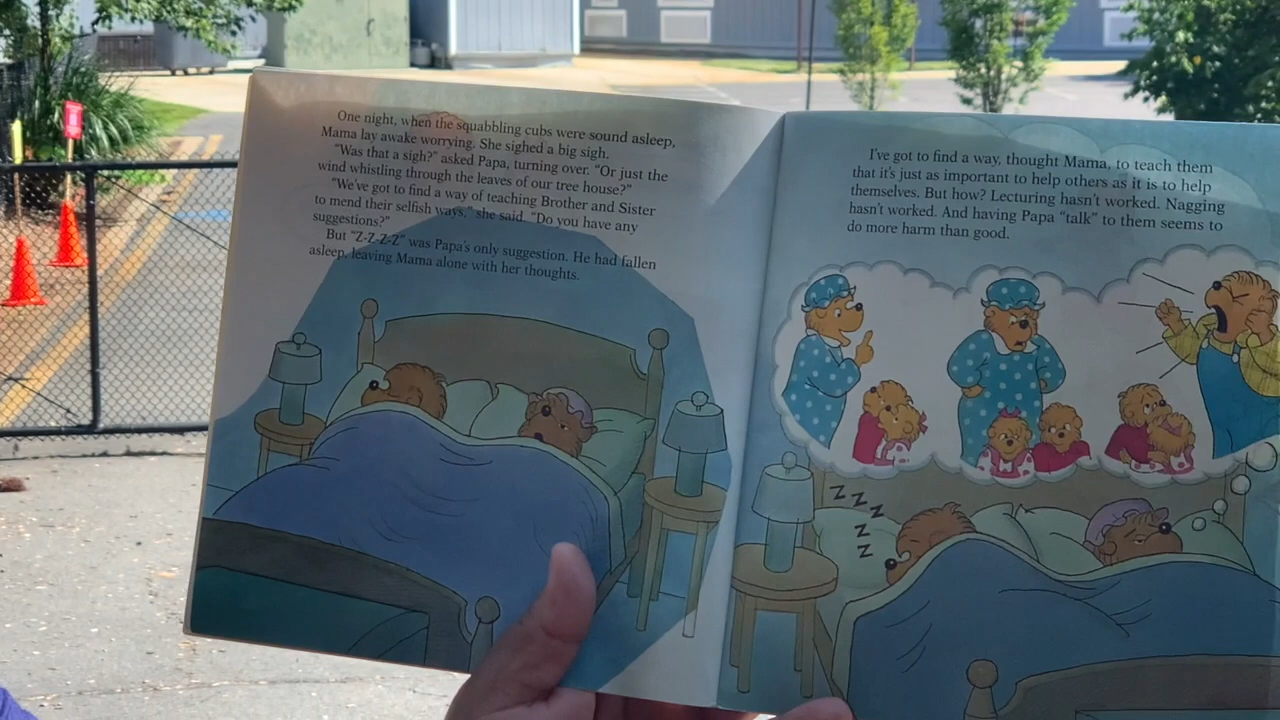 One night, when the squabbling cubs were sound asleep,
Mama lay awake worrying. She sighed a big sigh.
"Was that a sigh?" asked Papa, turning over. "Or just the
wind whistling through the leaves of our tree house?"
"We've got to find a way of teaching Brother and Sister
to mend their selfish ways," she said. "Do you have any
suggestions?"
But "Z-Z-Z-Z" was Papa's only suggestion. He had fallen
asleep, leaving Mama alone with her thoughts.
I've got to find a way, thought Mama, to teach them
that it's just as important to help others as it is to help
themselves. But how? Lecturing hasn't worked. Nagging
hasn't worked. And having Papa "talk" to them seems to
do more harm than good.
Z Z Z
Z
Z